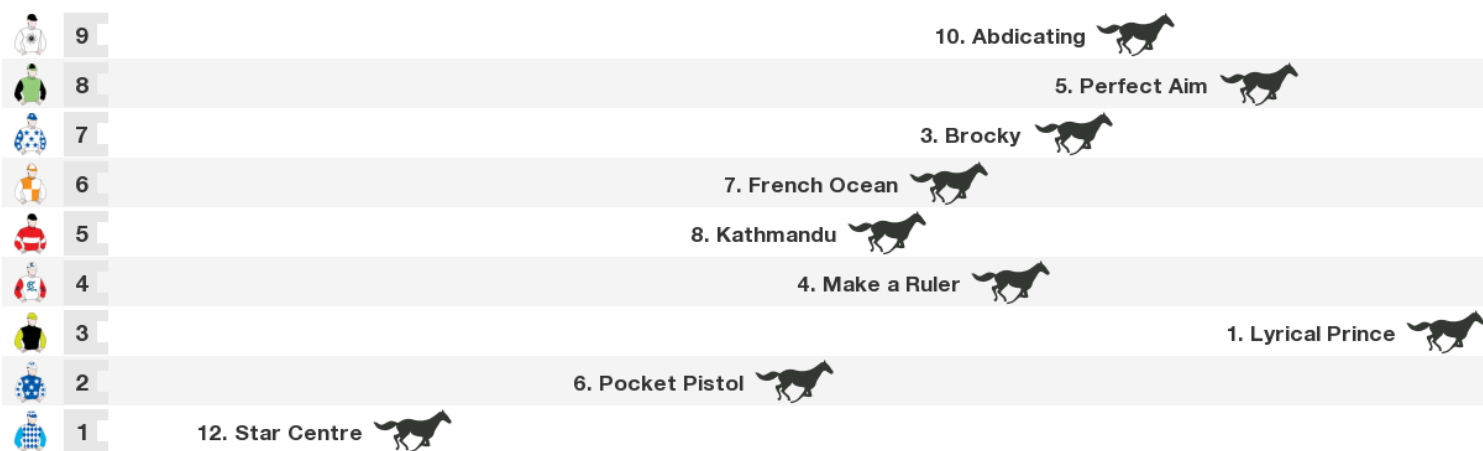 9 10. Abdicating
8 5. Perfect Aim
7 3. Brocky
6 7. French Ocean
5 8. Kathmandu
4 4. Make a Ruler
3 1. Lyrical Prince
2 6. Pocket Pistol
1 12. Star Centre